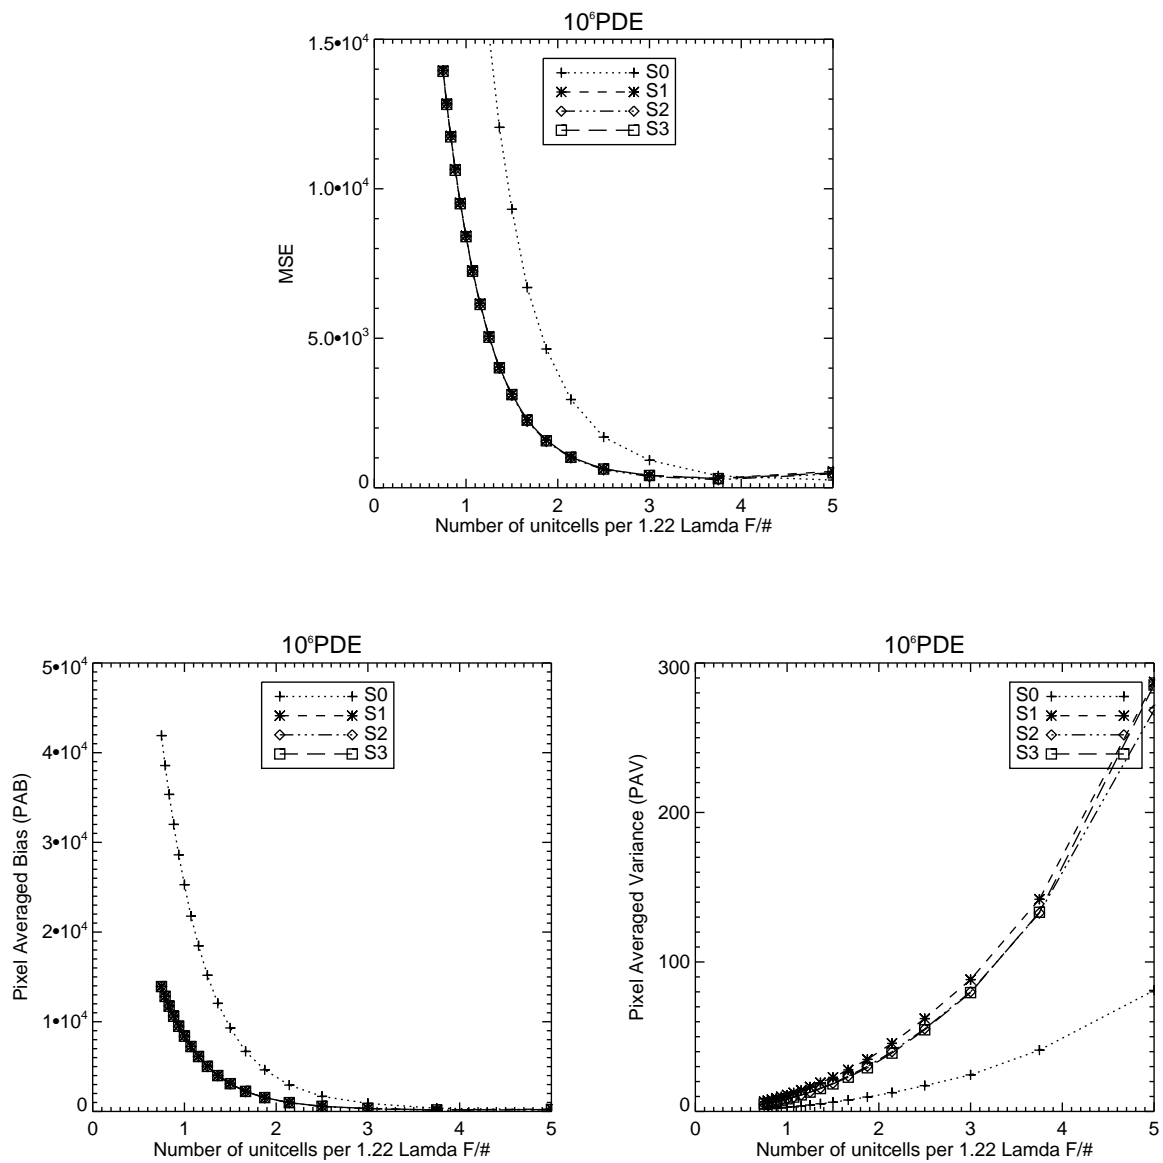 10⁶PDE
1.5•10⁴
1.0•10⁴
5.0•10³
0
MSE
S0
S1
S2
S3
0 1 2 3 4 5
Number of unitcells per 1.22 Lamda F/#
10⁶PDE
5•10⁴
4•10⁴
3•10⁴
2•10⁴
1•10⁴
0
Pixel Averaged Bias (PAB)
S0
S1
S2
S3
0 1 2 3 4 5
Number of unitcells per 1.22 Lamda F/#
10⁶PDE
300
200
100
0
Pixel Averaged Variance (PAV)
S0
S1
S2
S3
0 1 2 3 4 5
Number of unitcells per 1.22 Lamda F/#